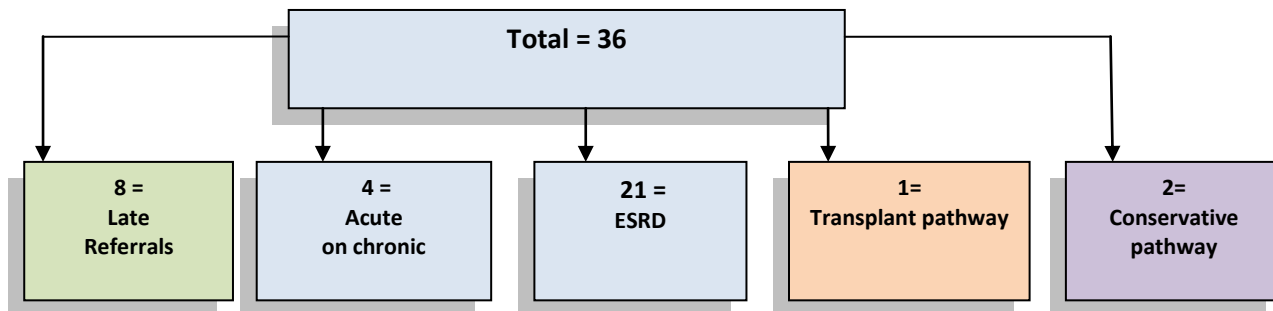 Total = 36
8 =
Late
Referrals
4 =
Acute
on chronic
21 =
ESRD
1=
Transplant pathway
2=
Conservative
pathway